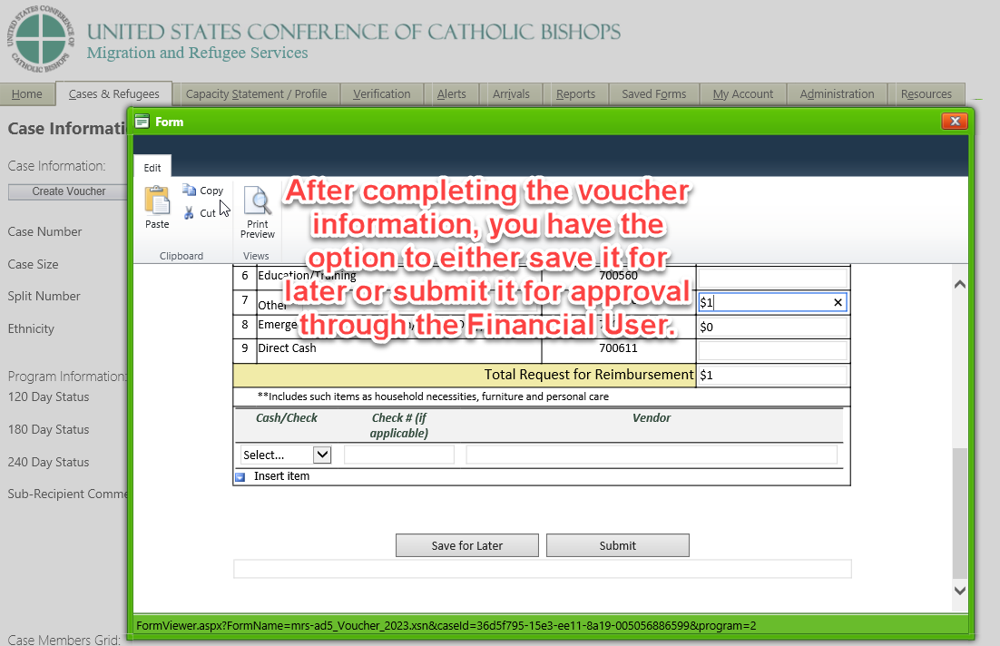 UNITED STATES CONFERENCE OF CATHOLIC BISHOPS
Migration and Refugee Services
UNITED STATES CONFERENCE OF CATHOLIC BISHOPS
Home Cases & Refugees Capacity Statement / Profile Verification Alerts Arrivals Reports Saved Forms My Account Administration Resources
Case Informati
Case Information:
Create Voucher
Case Number
Case Size
Split Number
Ethnicity
Program Information:
120 Day Status
180 Day Status
240 Day Status
Sub-Recipient Comme
Case Members Grid:
Form
Edit
Paste
Copy
Cut
Print
Preview
Clipboard Views
After completing the voucher
information, you have the
option to either save it for
later or submit it for approval
through the Financial User.
6 Education/Training 700560
7 Other $1
8 Emerge $0
9 Direct Cash 700611
Total Request for Reimbursement $1
**Includes such items as household necessities, furniture and personal care
Cash/Check Check # (if Vendor
applicable)
Select...
Insert item
Save for Later Submit
FormViewer.aspx?FormName=mrs-ad5_Voucher_2023.xsn&caseId=36d5f795-15e3-ee11-8a19-005056886599&program=2